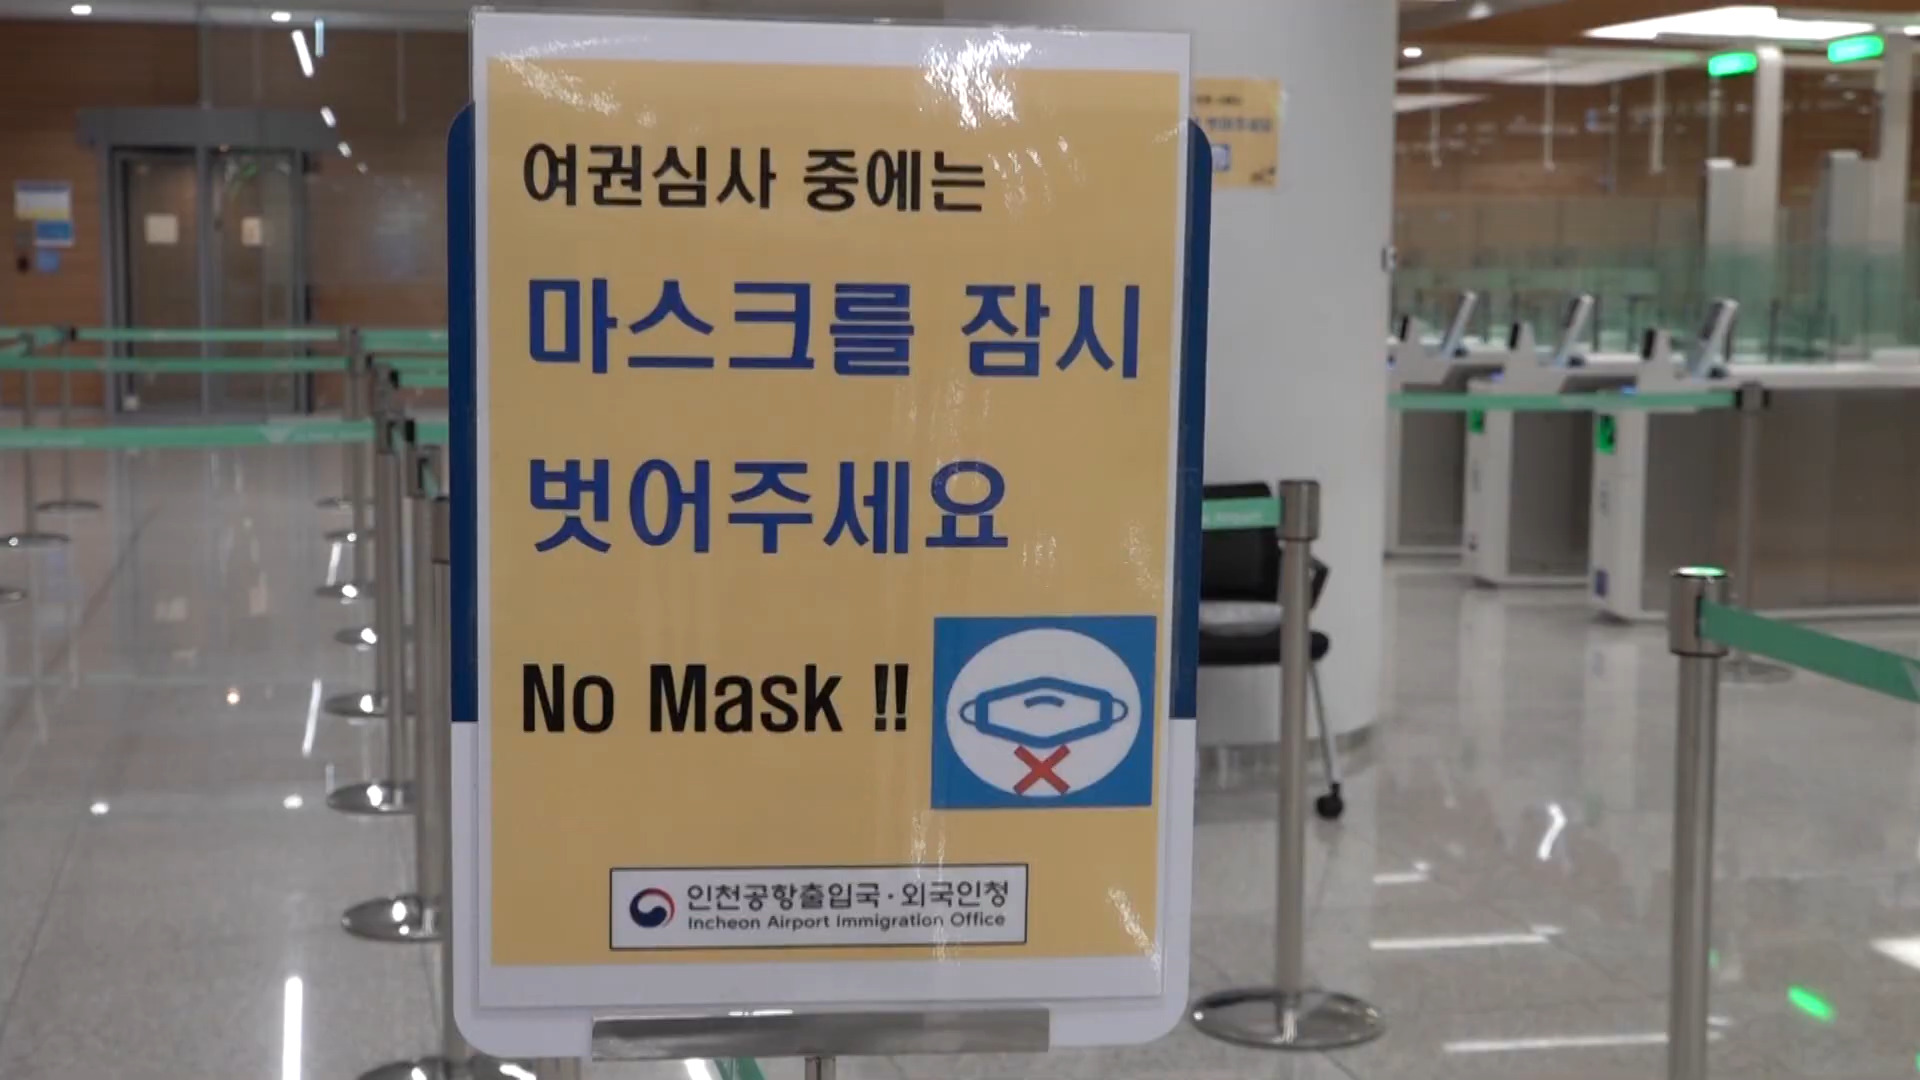 여권심사 중에는
마스크를 잠시
벗어주세요
No Mask !!
인천공항출입국·외국인청
Incheon Airport Immigration Office